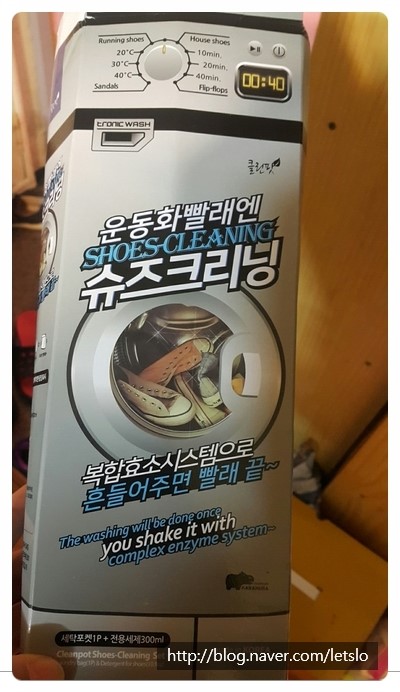 Running shoes
House shoes
20°C
10min.
30°C
20min.
40°C
40min.
Sandals
Flip-flops
00:40
tronic WASH
클린팟
운동화빨래엔
SHOES-CLEANING
슈즈크리닝
복합효소시스템으로
흔들어주면 빨래 끝~
The washing will be done once
you shake it with
complex enzyme system~
세탁포켓1P + 전용세제300ml
Cleanpot Shoes-Cleaning Set
http://blog.naver.com/letslo